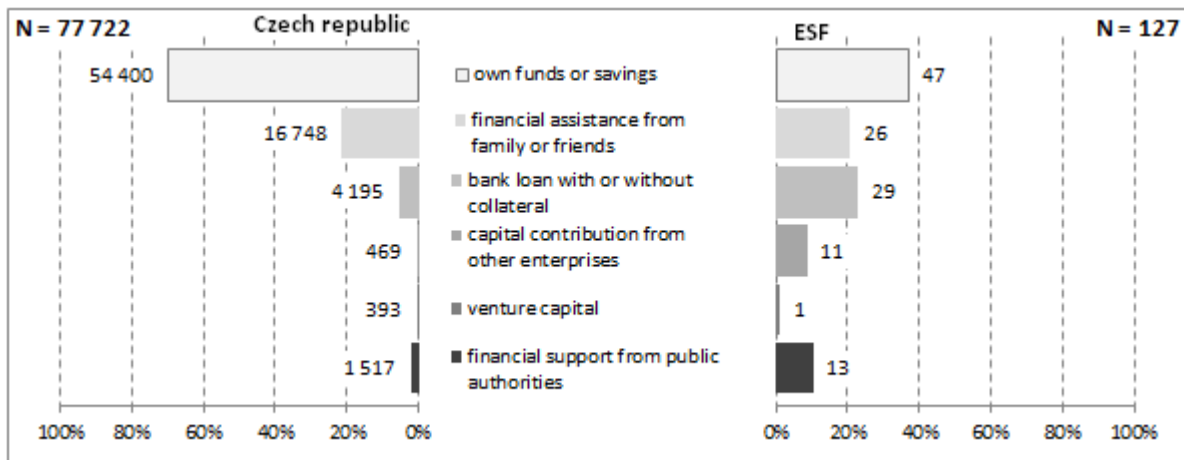 N = 77 722
Czech republic
ESF
N = 127
54 400
own funds or savings
47
16 748
financial assistance from
family or friends
26
4 195
bank loan with or without
collateral
29
469
capital contribution from
other enterprises
11
393
venture capital
1
1 517
financial support from public
authorities
13
100% 80% 60% 40% 20% 0%
0% 20% 40% 60% 80% 100%